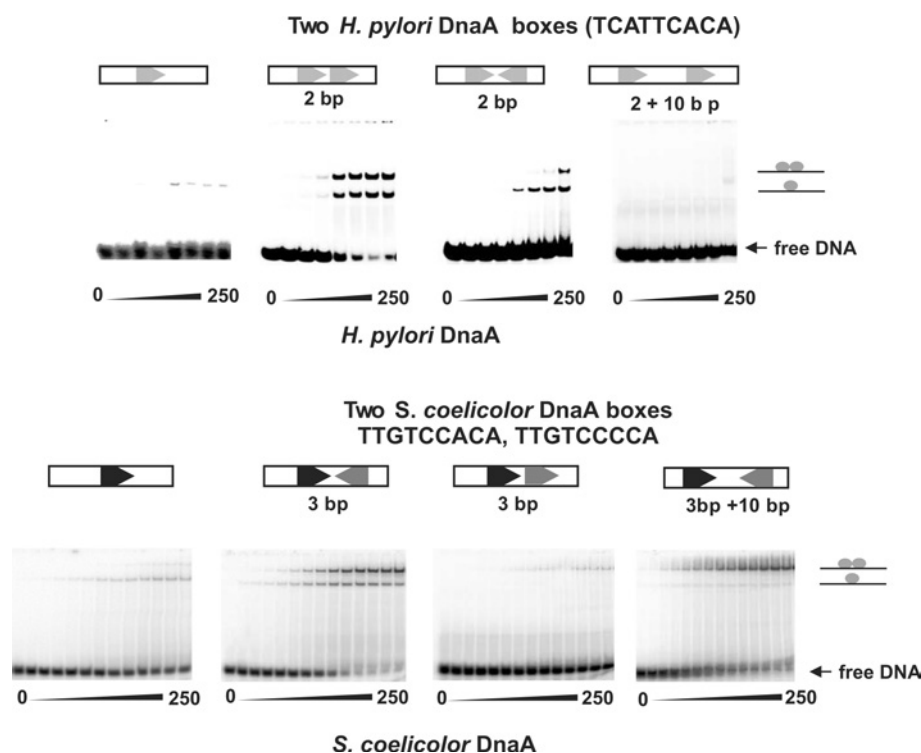 Two H. pylori DnaA boxes (TCATTCACA)
2 bp
2 bp
2 + 10 b p
free DNA
0 250
0 250
0 250
0 250
H. pylori DnaA
Two S. coelicolor DnaA boxes
TTGTCCACA, TTGTCCCCA
3 bp
3 bp
3bp +10 bp
free DNA
0 250
0 250
0 250
0 250
S. coelicolor DnaA